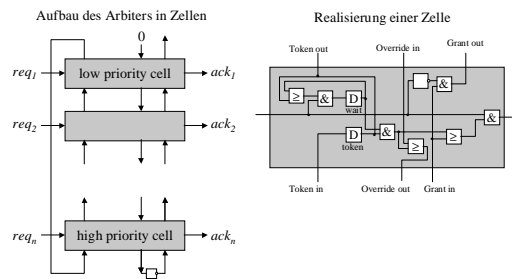 Aufbau des Arbiters in Zellen
Realisierung einer Zelle
0
req1
low priority cell
ack1
req2
ack2
reqn
high priority cell
ackn
Token out
Override in
Grant out
≥
&
D
wait
&
&
D
token
&
≥
≥
&
Token in
Override out
Grant in